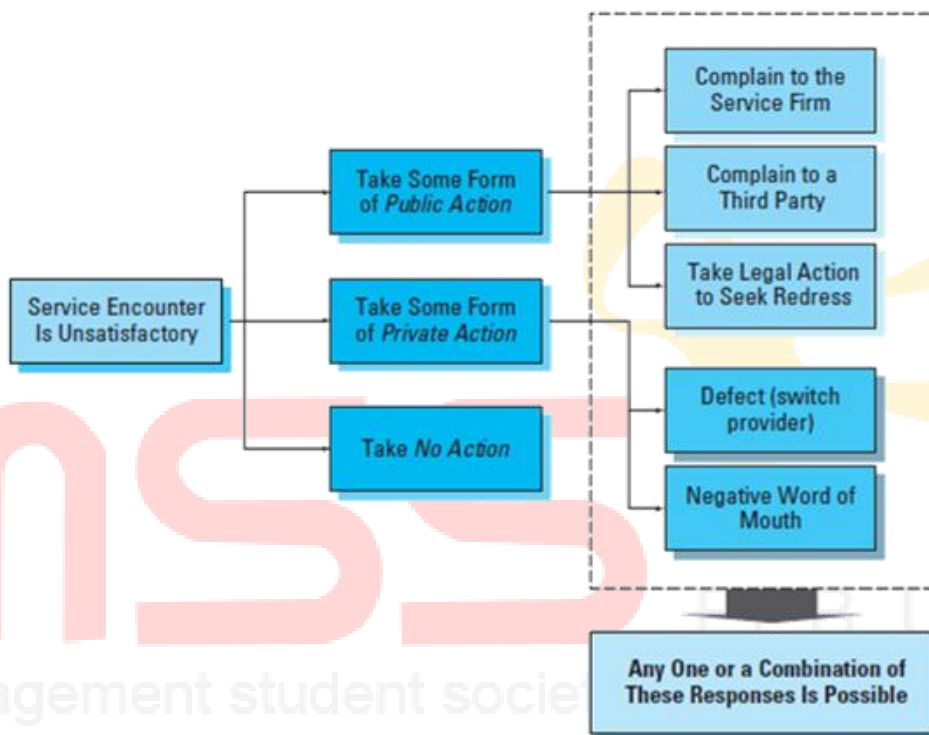 Complain to the
Service Firm
Take Some Form
of Public Action
Complain to a
Third Party
Take Legal Action
to Seek Redress
Service Encounter
Is Unsatisfactory
Take Some Form
of Private Action
Defect (switch
provider)
Take No Action
Negative Word of
Mouth
Any One or a Combination of
These Responses Is Possible
mss
agement student societ